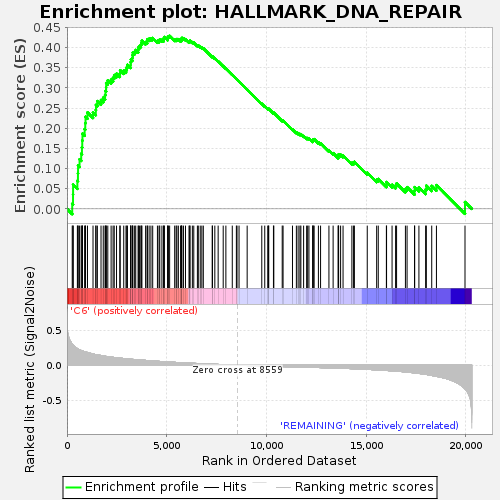 Enrichment plot: HALLMARK_DNA_REPAIR
Enrichment score (ES)
0.45
0.40
0.35
0.30
0.25
0.20
0.15
0.10
0.05
0.00
'C6' (positively correlated)
Ranked list metric (Signal2Noise)
0.5
0.0
-0.5
Zero cross at 8559
'REMAINING' (negatively correlated)
0
5,000
10,000
15,000
20,000
Rank in Ordered Dataset
Enrichment profile
Hits
Ranking metric scores